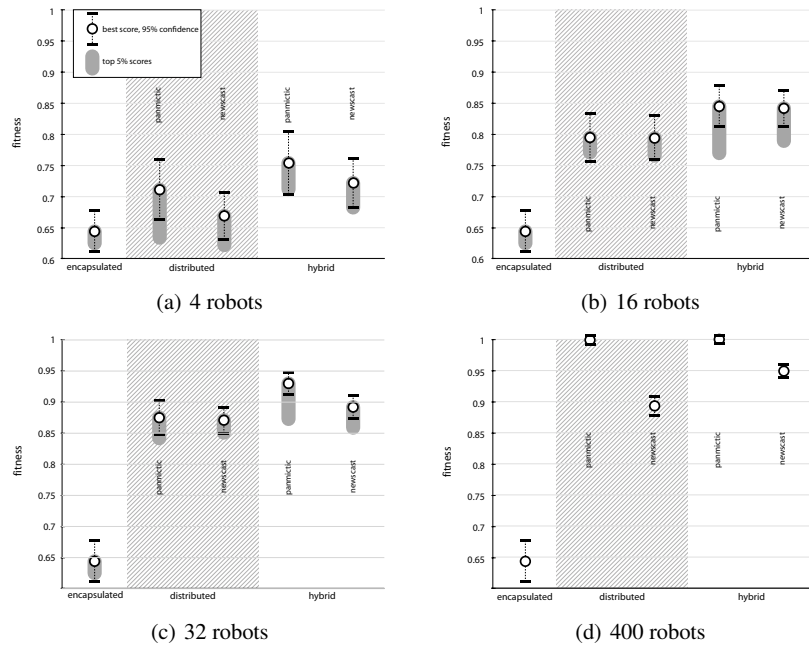 1
0.95
0.9
0.85
0.8
0.75
0.7
0.65
0.6
fitness
best score, 95% confidence
top 5% scores
panmictic
newscast
panmictic
newscast
encapsulated
distributed
hybrid
(a) 4 robots
1
0.95
0.9
0.85
0.8
0.75
0.7
0.65
0.6
fitness
panmictic
newscast
panmictic
newscast
encapsulated
distributed
hybrid
(b) 16 robots
1
0.95
0.9
0.85
0.8
0.75
0.7
0.65
fitness
panmictic
newscast
panmictic
newscast
encapsulated
distributed
hybrid
(c) 32 robots
1
0.95
0.9
0.85
0.8
0.75
0.7
0.65
fitness
panmictic
newscast
panmictic
newscast
encapsulated
distributed
hybrid
(d) 400 robots